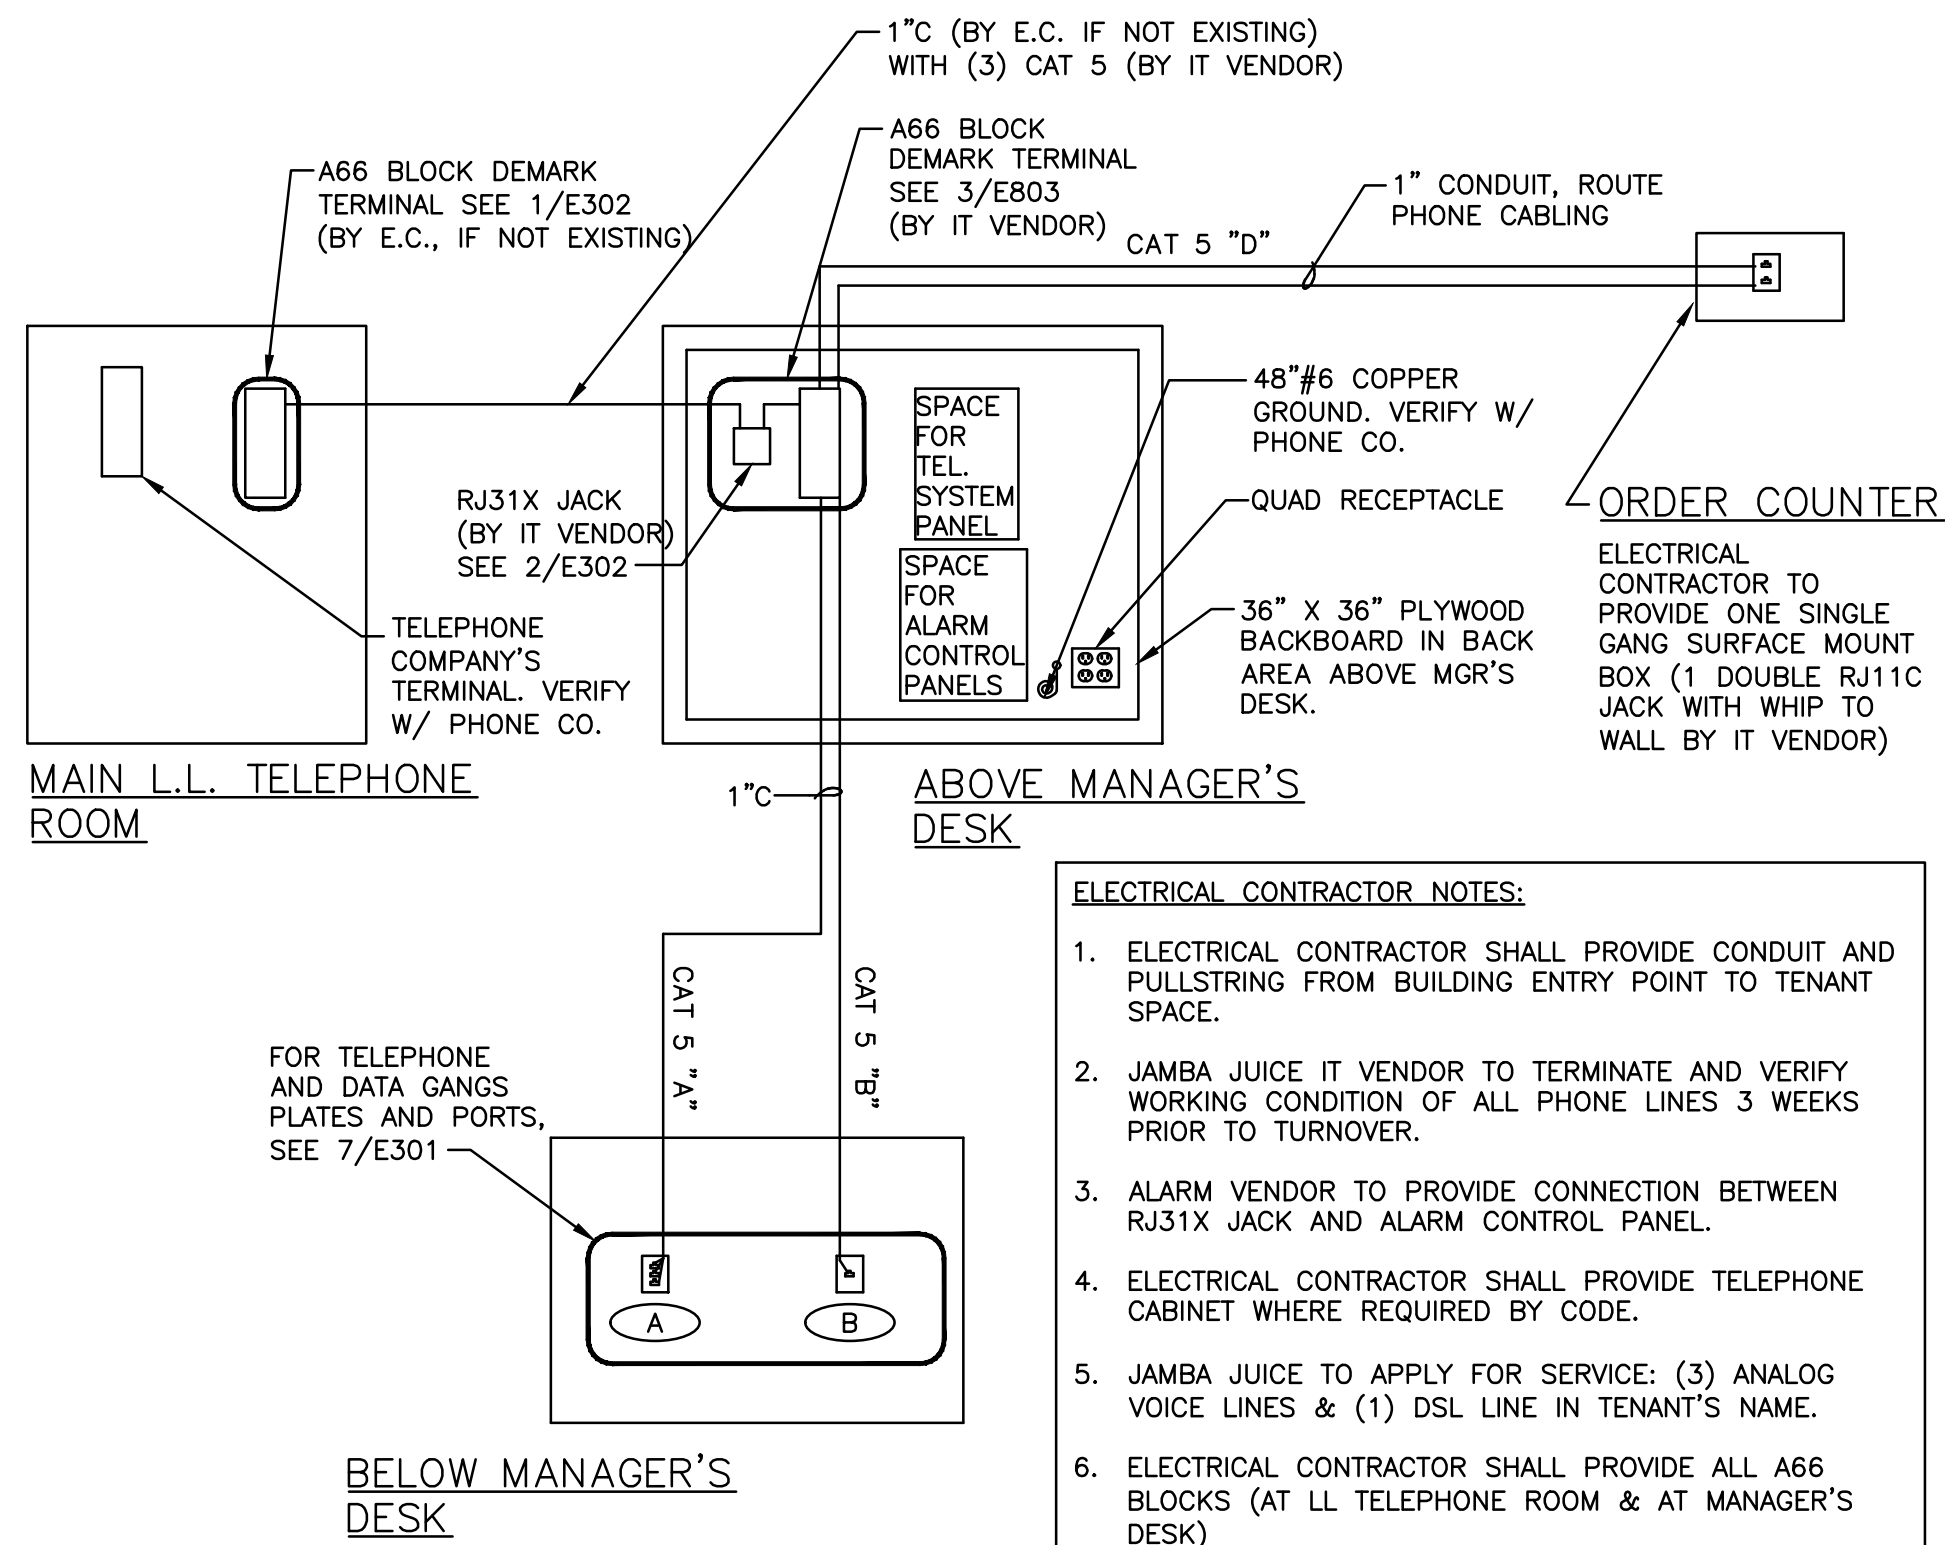 1"C (BY E.C. IF NOT EXISTING)
WITH (3) CAT 5 (BY IT VENDOR)
A66 BLOCK
DEMARK TERMINAL
SEE 3/E803
(BY IT VENDOR)
A66 BLOCK DEMARK
TERMINAL SEE 1/E302
(BY E.C., IF NOT EXISTING)
1" CONDUIT, ROUTE
PHONE CABLING
CAT 5 "D"
SPACE
FOR
TEL.
SYSTEM
PANEL
48"#6 COPPER
GROUND. VERIFY W/
PHONE CO.
RJ31X JACK
(BY IT VENDOR)
SEE 2/E302
QUAD RECEPTACLE
ORDER COUNTER
ELECTRICAL
CONTRACTOR TO
PROVIDE ONE SINGLE
GANG SURFACE MOUNT
BOX (1 DOUBLE RJ11C
JACK WITH WHIP TO
WALL BY IT VENDOR)
SPACE
FOR
ALARM
CONTROL
PANELS
36" X 36" PLYWOOD
BACKBOARD IN BACK
AREA ABOVE MGR'S
DESK.
TELEPHONE
COMPANY'S
TERMINAL. VERIFY
W/ PHONE CO.
MAIN L.L. TELEPHONE
ROOM
1"C
ABOVE MANAGER'S
DESK
CAT 5 "A"
CAT 5 "B"
FOR TELEPHONE
AND DATA GANGS
PLATES AND PORTS,
SEE 7/E301
A
B
BELOW MANAGER'S
DESK
ELECTRICAL CONTRACTOR NOTES:
1. ELECTRICAL CONTRACTOR SHALL PROVIDE CONDUIT AND
PULLSTRING FROM BUILDING ENTRY POINT TO TENANT
SPACE.
2. JAMBA JUICE IT VENDOR TO TERMINATE AND VERIFY
WORKING CONDITION OF ALL PHONE LINES 3 WEEKS
PRIOR TO TURNOVER.
3. ALARM VENDOR TO PROVIDE CONNECTION BETWEEN
RJ31X JACK AND ALARM CONTROL PANEL.
4. ELECTRICAL CONTRACTOR SHALL PROVIDE TELEPHONE
CABINET WHERE REQUIRED BY CODE.
5. JAMBA JUICE TO APPLY FOR SERVICE: (3) ANALOG
VOICE LINES & (1) DSL LINE IN TENANT'S NAME.
6. ELECTRICAL CONTRACTOR SHALL PROVIDE ALL A66
BLOCKS (AT LL TELEPHONE ROOM & AT MANAGER'S
DESK)